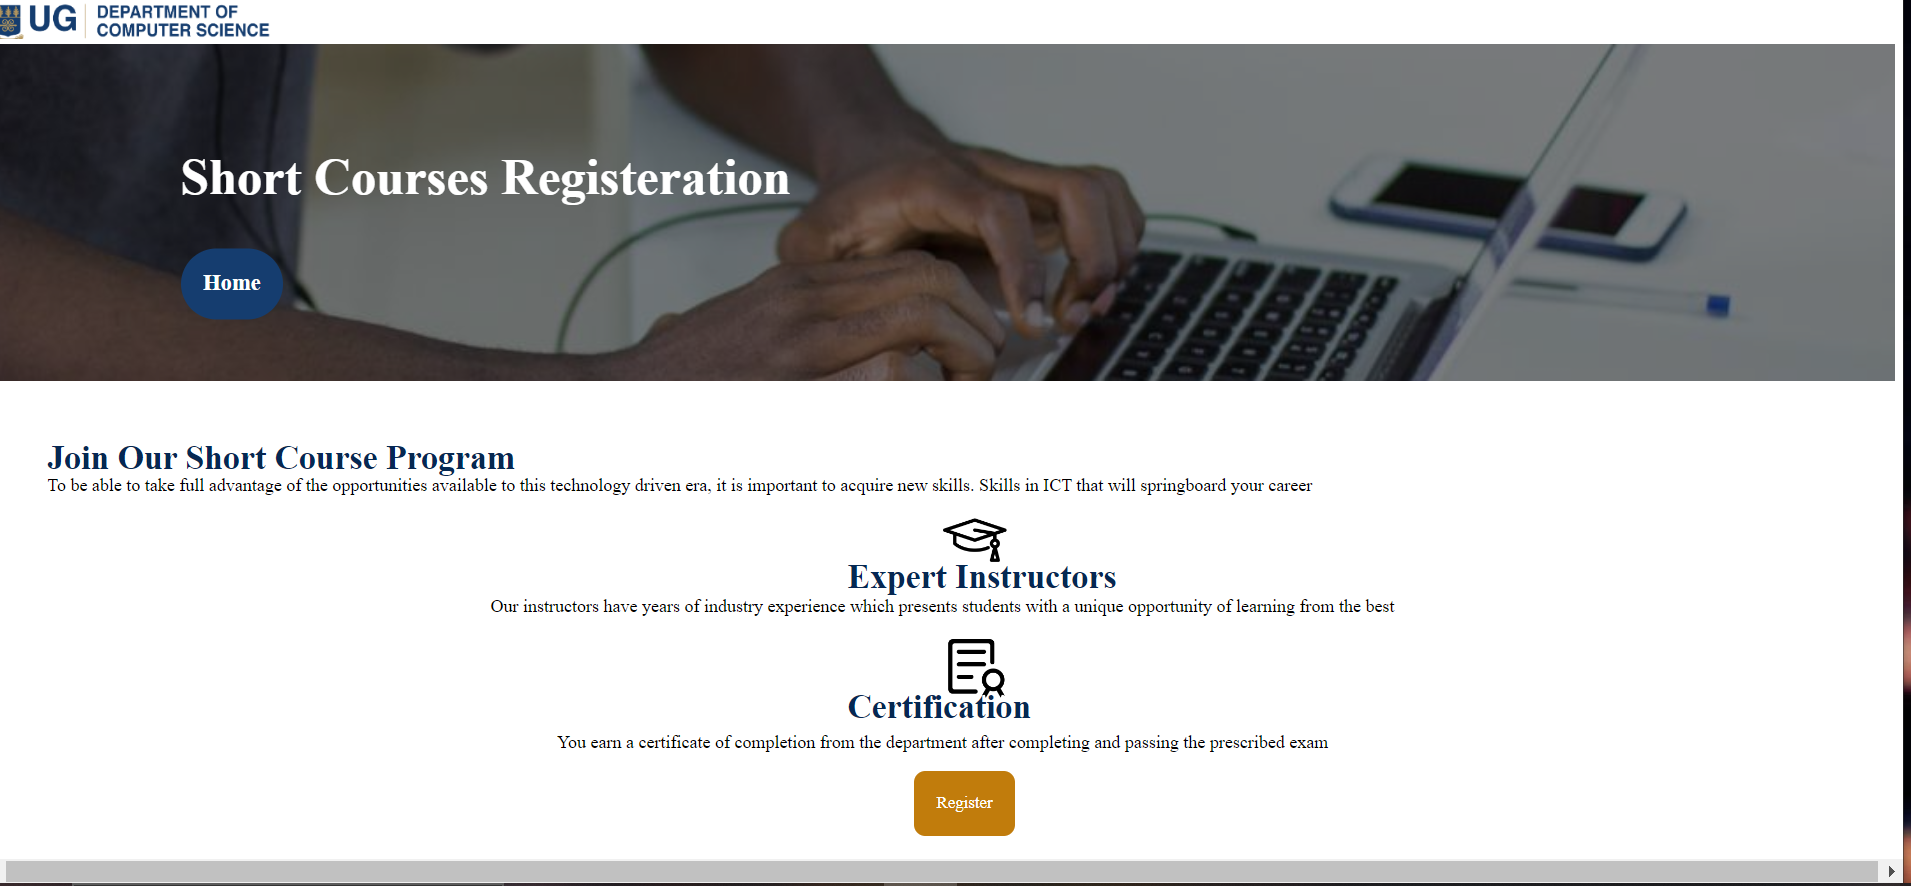 UG
DEPARTMENT OF
COMPUTER SCIENCE
Short Courses Registeration
Home
Join Our Short Course Program
To be able to take full advantage of the opportunities available to this technology driven era, it is important to acquire new skills. Skills in ICT that will springboard your career
Expert Instructors
Our instructors have years of industry experience which presents students with a unique opportunity of learning from the best
Certification
You earn a certificate of completion from the department after completing and passing the prescribed exam
Register